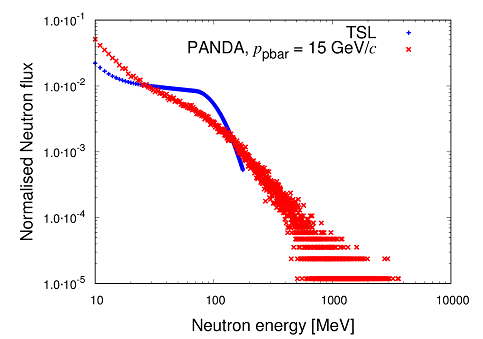 TSL
PANDA, p_pbar = 15 GeV/c
Normalised Neutron flux
1.0·10⁻¹
1.0·10⁻²
1.0·10⁻³
1.0·10⁻⁴
1.0·10⁻⁵
10
100
1000
10000
Neutron energy [MeV]